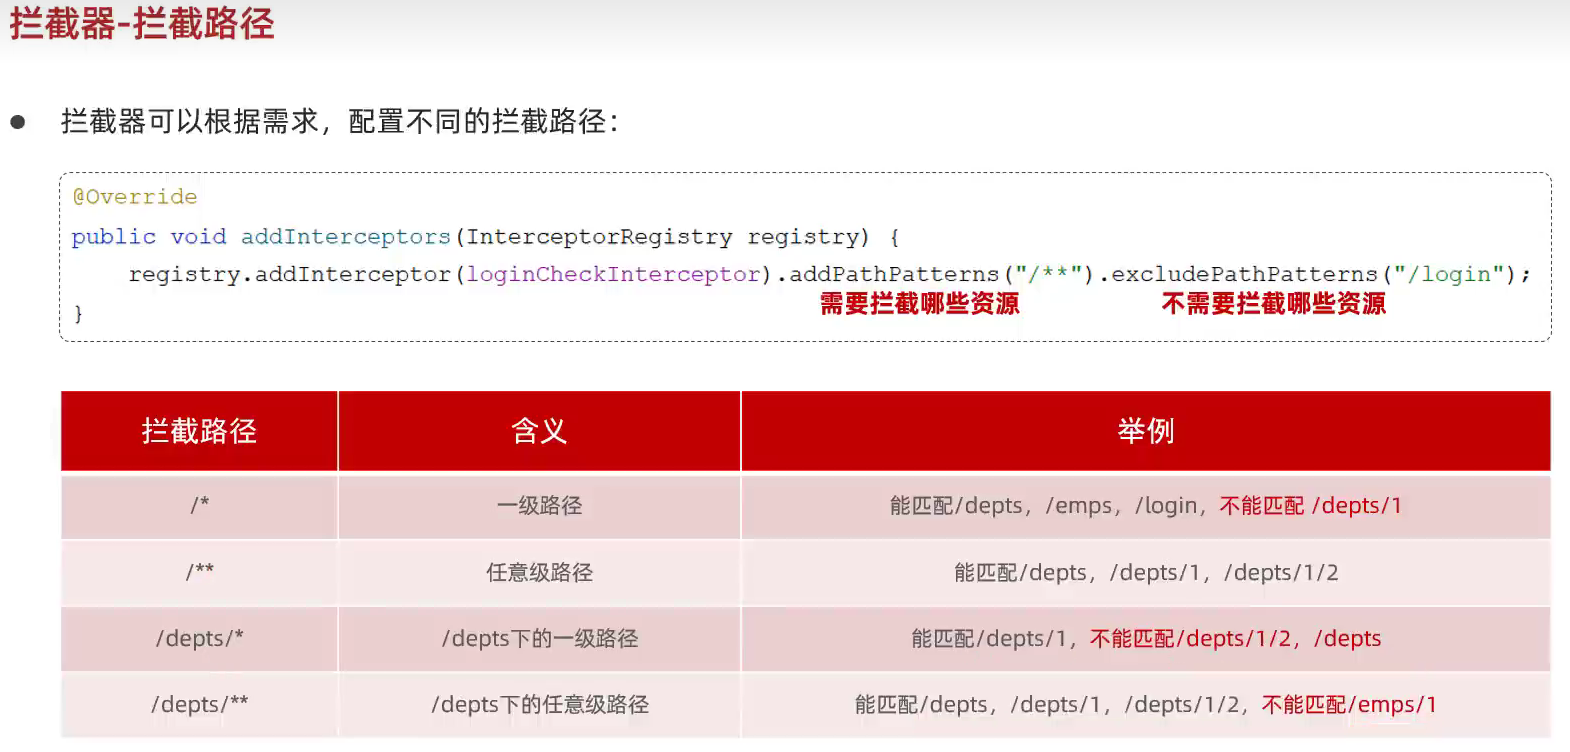 拦截器-拦截路径
● 拦截器可以根据需求，配置不同的拦截路径：
@Override
public void addInterceptors(InterceptorRegistry registry) {
    registry.addInterceptor(loginCheckInterceptor).addPathPatterns("/**").excludePathPatterns("/login");
需要拦截哪些资源 不需要拦截哪些资源
}
拦截路径 含义 举例
/* 一级路径 能匹配/depts，/emps，/login，不能匹配 /depts/1
/** 任意级路径 能匹配/depts，/depts/1，/depts/1/2
/depts/* /depts下的一级路径 能匹配/depts/1，不能匹配/depts/1/2，/depts
/depts/** /depts下的任意级路径 能匹配/depts，/depts/1，/depts/1/2，不能匹配/emps/1